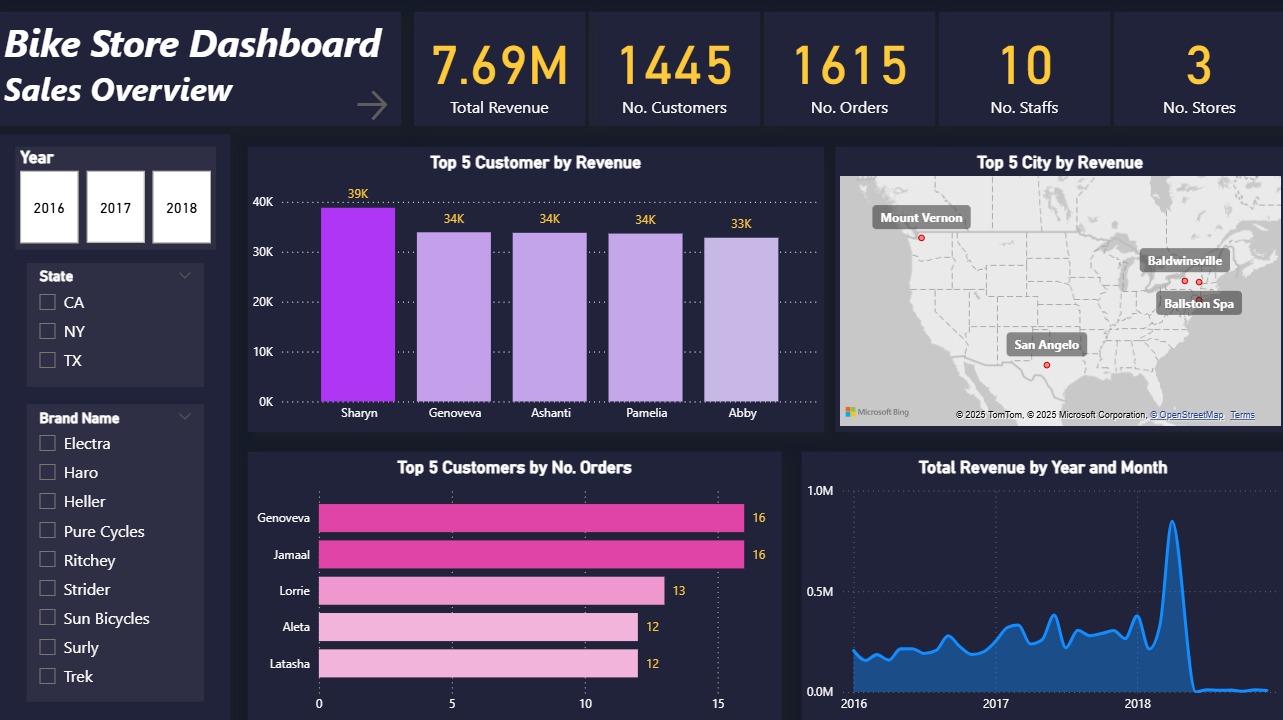 Bike Store Dashboard
Sales Overview
7.69M
Total Revenue
1445
No. Customers
1615
No. Orders
10
No. Staffs
3
No. Stores
Year
2016
2017
2018
State
CA
NY
TX
Brand Name
Electra
Haro
Heller
Pure Cycles
Ritchey
Strider
Sun Bicycles
Surly
Trek
Top 5 Customer by Revenue
40K
30K
20K
10K
0K
39K
34K
34K
34K
33K
Sharyn
Genoveva
Ashanti
Pamelia
Abby
Top 5 City by Revenue
Mount Vernon
Baldwinsville
Ballston Spa
San Angelo
Microsoft Bing
© 2025 TomTom, © 2025 Microsoft Corporation, © OpenStreetMap Terms
Top 5 Customers by No. Orders
Genoveva 16
Jamaal 16
Lorrie 13
Aleta 12
Latasha 12
0 5 10 15
Total Revenue by Year and Month
1.0M
0.5M
0.0M
2016 2017 2018